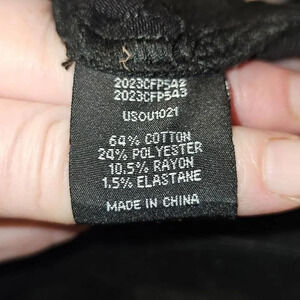 2023CFP542
2023CFP543
USOU1021
64% COTTON
24% POLYESTER
10.5% RAYON
1.5% ELASTANE
MADE IN CHINA